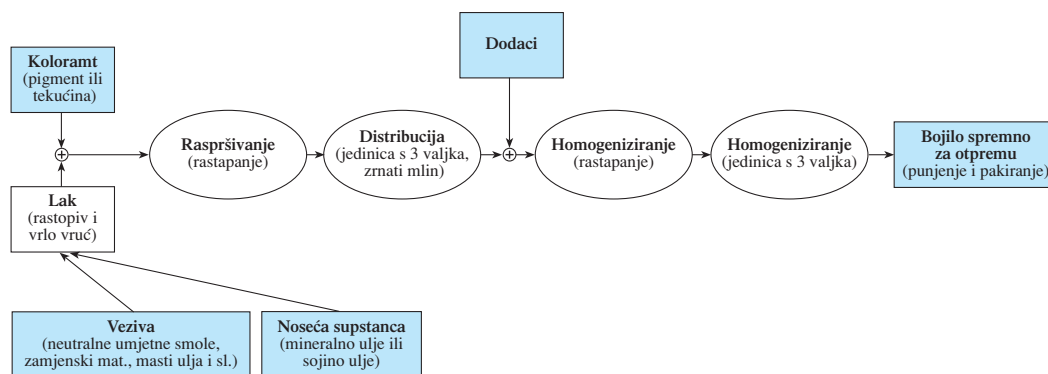 Koloramt
(pigment ili
tekućina)
Dodaci
Raspršivanje
(rastapanje)
Distribucija
(jedinica s 3 valjka,
zrnati mlin)
Homogeniziranje
(rastapanje)
Homogeniziranje
(jedinica s 3 valjka)
Bojilo spremno
za otpremu
(punjenje i pakiranje)
Lak
(rastopiv i
vrlo vruć)
Veziva
(neutralne umjetne smole,
zamjenski mat., masti ulja i sl.)
Noseća supstanca
(mineralno ulje ili
sojino ulje)